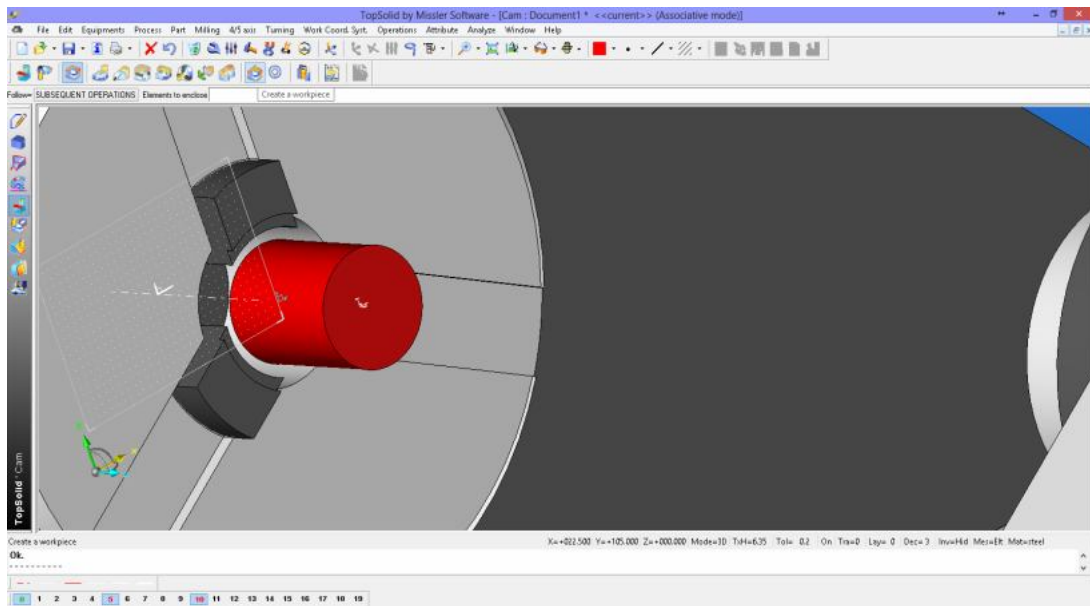 TopSolid by Missler Software - [Cam : Document1 * <<current>> (Associative mode)]
File Edit Equipments Process Part Milling 4/5 axis Turning Work Coord. Syst. Operations Attribute Analyze Window Help
Follow= SUBSEQUENT OPERATIONS Elements to enclose
Create a workpiece
TopSolid'Cam
Create a workpiece
X=+022.500 Y=+105.000 Z=+000.000 Mode=3D TxH=6.35 Tol= 0.2 On Tra=0 Lay= 0 Dec= 3 Inv=Hid Mes=Elt Mat=steel
Ok.
----------
0 1 2 3 4 5 6 7 8 9 10 11 12 13 14 15 16 17 18 19